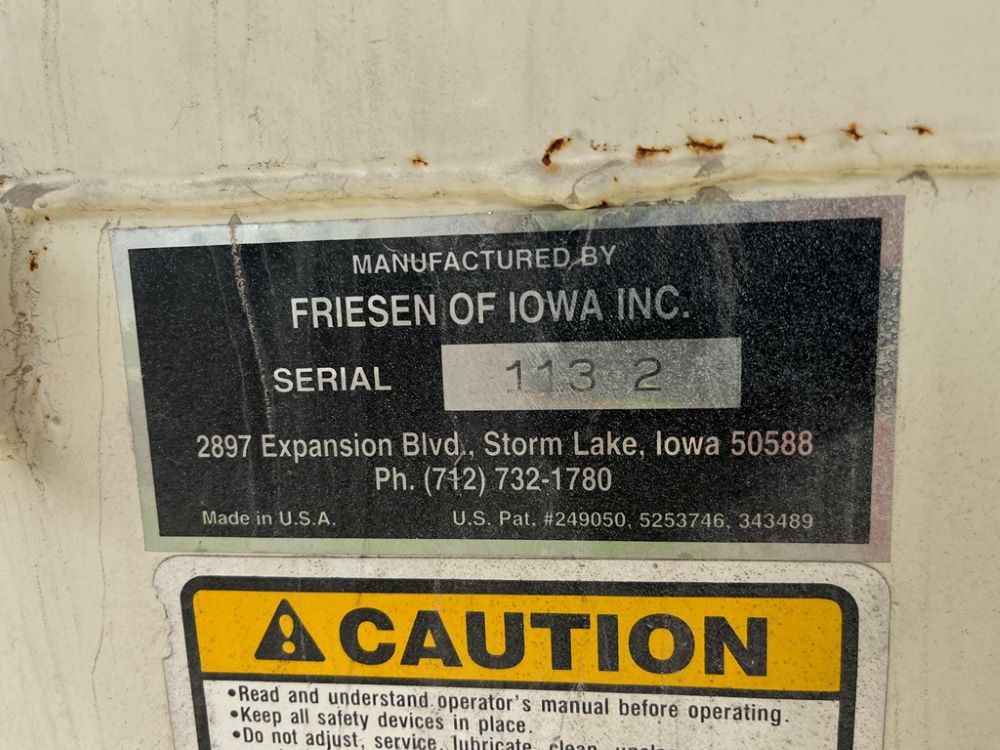 MANUFACTURED BY
FRIESEN OF IOWA INC.
SERIAL 113 2
2897 Expansion Blvd., Storm Lake, Iowa 50588
Ph. (712) 732-1780
Made in U.S.A. U.S. Pat. #249050, 5253746, 343489
CAUTION
•Read and understand operator's manual before operating.
•Keep all safety devices in place.
•Do not adjust, service, lubricate, clean,